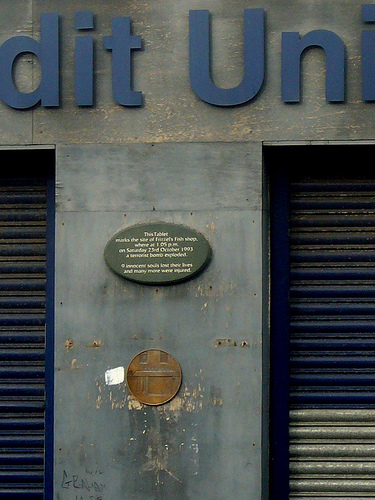 dit Uni
This Tablet
marks the site of Frizzel's Fish shop,
where at 1.05 p.m.
on Saturday 23rd October 1993
a terrorist bomb exploded.
9 innocent souls lost their lives
and many more were injured.